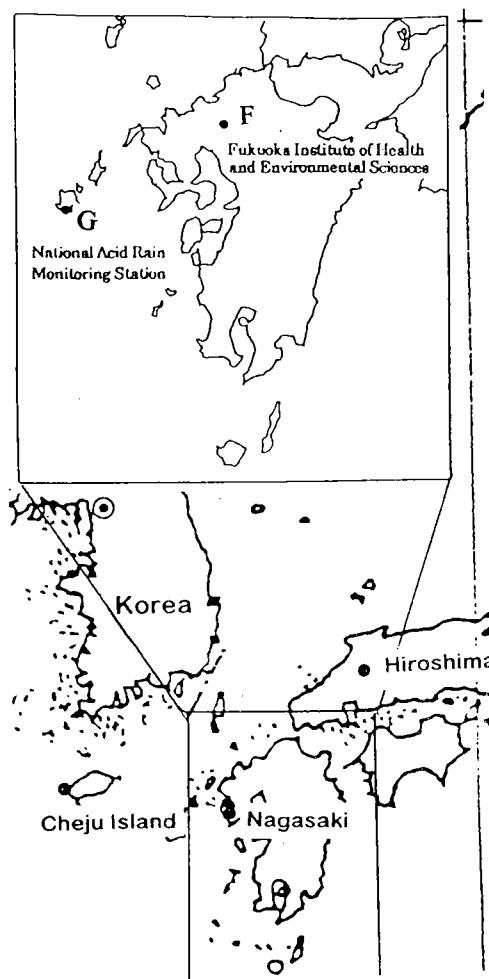 F
Fukuoka Institute of Health
and Environmental Sciences
G
National Acid Rain
Monitoring Station
Korea
Hiroshima
Cheju Island
Nagasaki